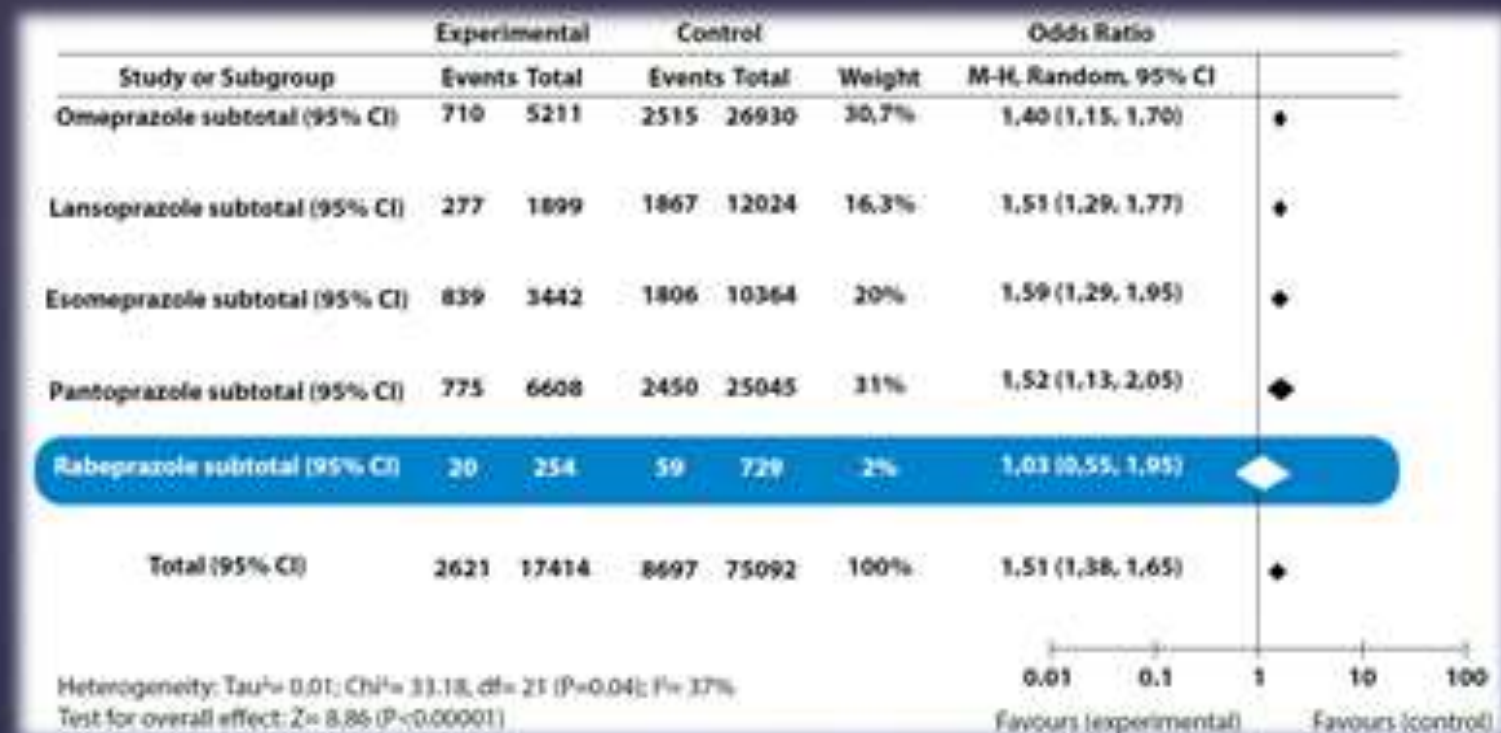 Experimental Control Odds Ratio
Study or Subgroup Events Total Events Total Weight M-H, Random, 95% CI
Omeprazole subtotal (95% CI) 710 5211 2515 26930 30,7% 1,40 (1,15, 1,70)
Lansoprazole subtotal (95% CI) 277 1899 1867 12024 16,3% 1,51 (1,29, 1,77)
Esomeprazole subtotal (95% CI) 839 3442 1806 10364 20% 1,59 (1,29, 1,95)
Pantoprazole subtotal (95% CI) 775 6608 2450 25045 31% 1,52 (1,13, 2,05)
Rabeprazole subtotal (95% CI) 20 254 59 729 2% 1,03 (0,55, 1,95)
Total (95% CI) 2621 17414 8697 75092 100% 1,51 (1,38, 1,65)
0.01 0.1 1 10 100
Heterogeneity: Tau²= 0.01; Chi²= 33.18, df= 21 (P=0.04); I²= 37%
Test for overall effect: Z= 8.86 (P<0.00001)
Favours (experimental) Favours (control)